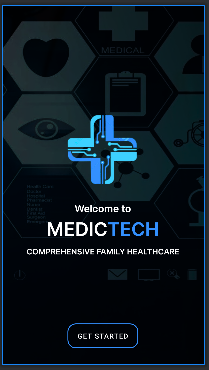 MEDICAL
Welcome to
MEDICTECH
COMPREHENSIVE FAMILY HEALTHCARE
GET STARTED